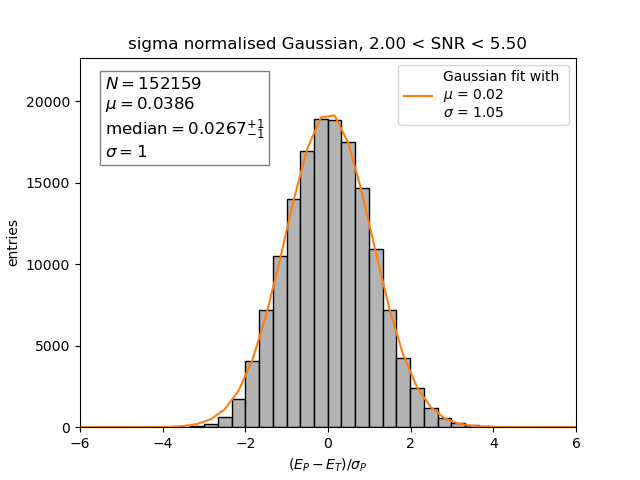 sigma normalised Gaussian, 2.00 < SNR < 5.50
N = 152159
μ = 0.0386
median = 0.0267 +1 1
σ = 1
Gaussian fit with
μ = 0.02
σ = 1.05
entries
20000
15000
10000
5000
0
−6 −4 −2 0 2 4 6
(E_P − E_T)/σ_P